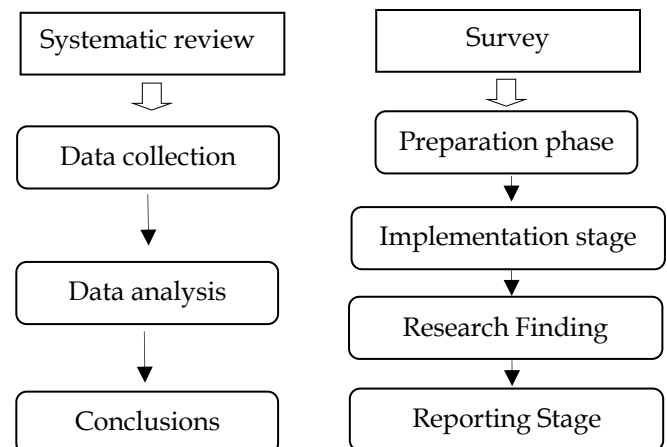 Systematic review
Data collection
Data analysis
Conclusions
Survey
Preparation phase
Implementation stage
Research Finding
Reporting Stage